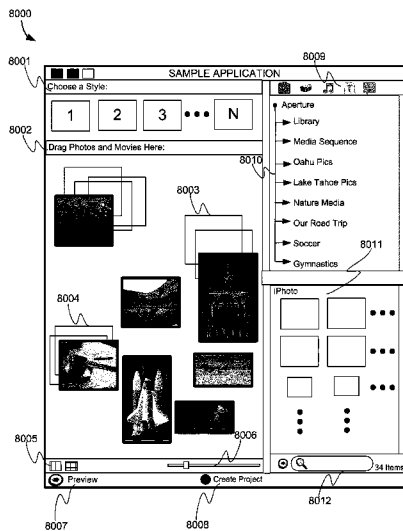 8000
8001
8009
SAMPLE APPLICATION
Choose a Style:
1 2 3 N
8002
Drag Photos and Movies Here:
Aperture
Library
Media Sequence
8010
Oahu Pics
Lake Tahoe Pics
Nature Media
Our Road Trip
Soccer
Gymnastics
8003
8011
iPhoto
8004
8005
8006
34 Items
Preview
Create Project
8007
8008
8012